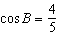 cos B = 4/5